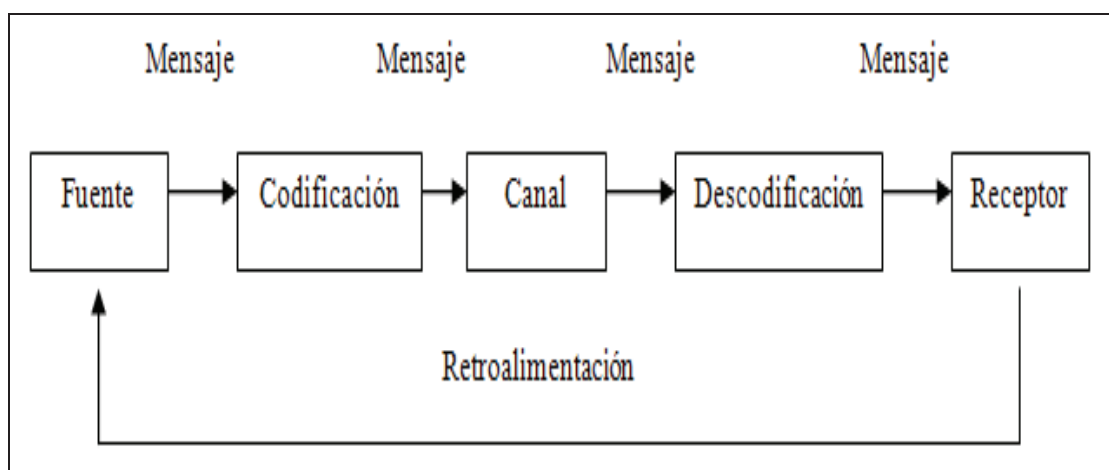 Mensaje Mensaje Mensaje Mensaje
Fuente Codificación Canal Descodificación Receptor
Retroalimentación